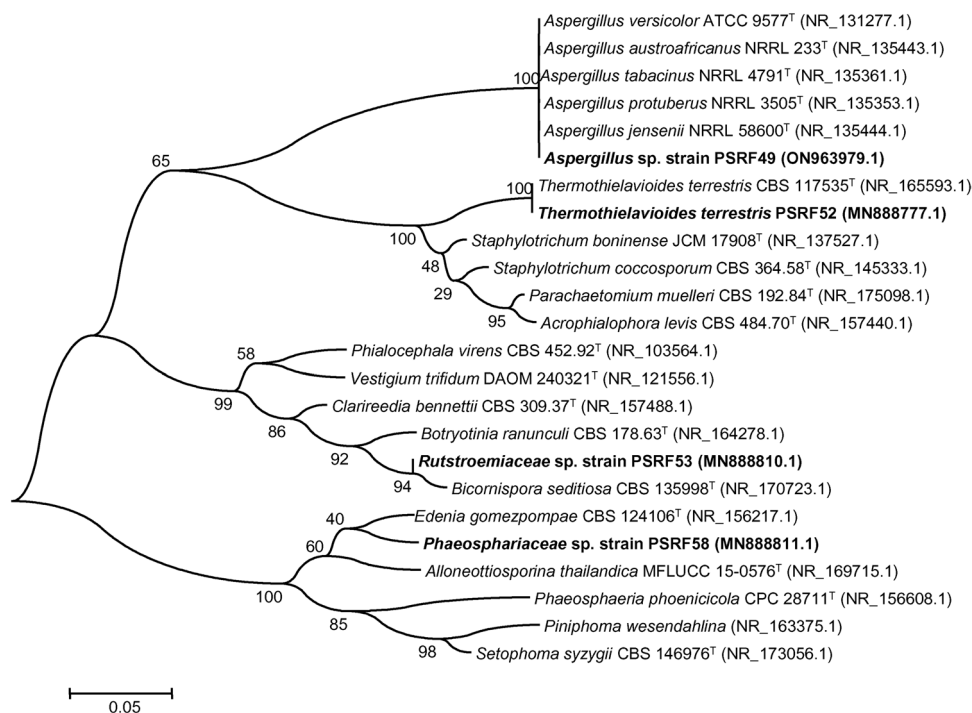 Aspergillus versicolor ATCC 9577ᵀ (NR_131277.1)
Aspergillus austroafricanus NRRL 233ᵀ (NR_135443.1)
100 Aspergillus tabacinus NRRL 4791ᵀ (NR_135361.1)
Aspergillus protuberus NRRL 3505ᵀ (NR_135353.1)
Aspergillus jensenii NRRL 58600ᵀ (NR_135444.1)
65 Aspergillus sp. strain PSRF49 (ON963979.1)
100 Thermothielavioides terrestris CBS 117535ᵀ (NR_165593.1)
Thermothielavioides terrestris PSRF52 (MN888777.1)
100 Staphylotrichum boninense JCM 17908ᵀ (NR_137527.1)
48 Staphylotrichum coccosporum CBS 364.58ᵀ (NR_145333.1)
29 Parachaetomium muelleri CBS 192.84ᵀ (NR_175098.1)
95 Acrophialophora levis CBS 484.70ᵀ (NR_157440.1)
58 Phialocephala virens CBS 452.92ᵀ (NR_103564.1)
Vestigium trifidum DAOM 240321ᵀ (NR_121556.1)
99 Clarireedia bennettii CBS 309.37ᵀ (NR_157488.1)
86 Botryotinia ranunculi CBS 178.63ᵀ (NR_164278.1)
92 Rutstroemiaceae sp. strain PSRF53 (MN888810.1)
94 Bicornispora seditiosa CBS 135998ᵀ (NR_170723.1)
40 Edenia gomezpompae CBS 124106ᵀ (NR_156217.1)
60 Phaeosphariaceae sp. strain PSRF58 (MN888811.1)
Alloneottiosporina thailandica MFLUCC 15-0576ᵀ (NR_169715.1)
100 Phaeosphaeria phoenicicola CPC 28711ᵀ (NR_156608.1)
85 Piniphoma wesendahlina (NR_163375.1)
98 Setophoma syzygii CBS 146976ᵀ (NR_173056.1)
0.05